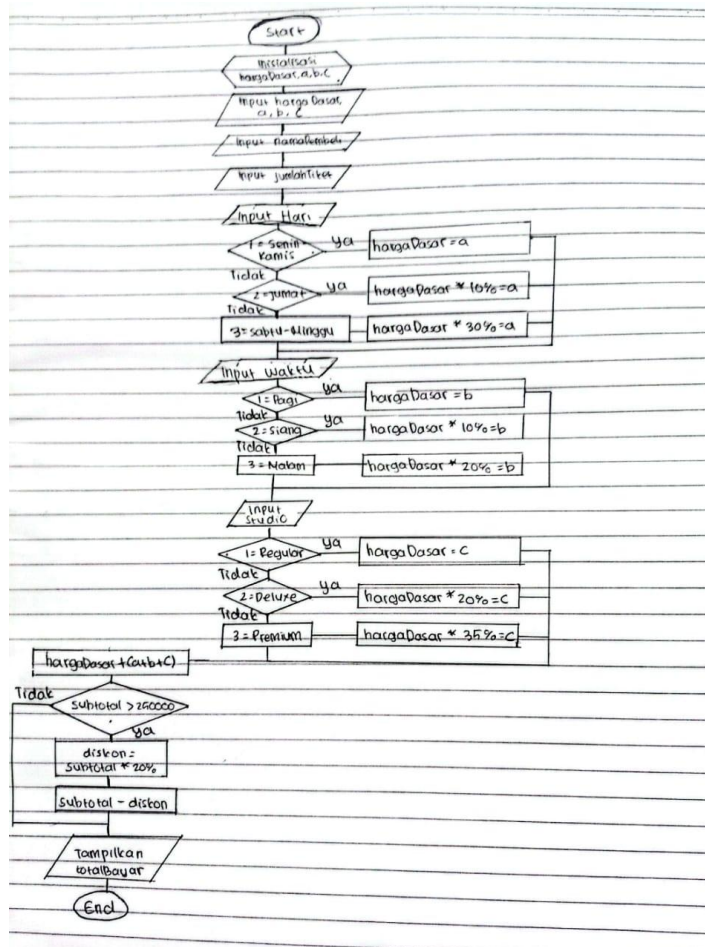 Start
Inisialisasi
hargaDasar, a, b, c
Input hargaDasar,
a, b, c
Input namaPembeli
Input jumlahTiket
Input Hari
1 = Senin-
Kamis
ya
hargaDasar = a
Tidak
2 = Jumat
ya
hargaDasar * 10% = a
Tidak
3 = Sabtu - Minggu
hargaDasar * 30% = a
Input Waktu
1 = Pagi
ya
hargaDasar = b
Tidak
2 = Siang
ya
hargaDasar * 10% = b
Tidak
3 = Malam
hargaDasar * 20% = b
Input
Studio
1 = Regular
ya
hargaDasar = C
Tidak
2 = Deluxe
ya
hargaDasar * 20% = C
Tidak
3 = Premium
hargaDasar * 35% = C
hargaDasar + (a+b+c)
Tidak
Subtotal > 250000
ya
diskon =
Subtotal * 20%
Subtotal - diskon
Tampilkan
totalBayar
End